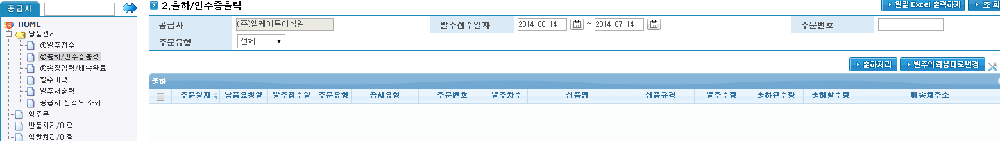 공급사
2.출하/인수증출력
일괄 Excel 출력하기
조 회
HOME
납품관리
①발주접수
②출하/인수증출력
③송장입력/배송완료
발주이력
발주서출력
공급사 진척도 조회
역주문
반품처리/이력
입찰처리/이력
공급사 (주)엠케이투이십일 발주접수일자 2014-06-14 ~ 2014-07-14 주문번호
주문유형 전체
출하처리 발주의뢰상태로변경
출하
주문일자 납품요청일 발주접수일 주문유형 공사유형 주문번호 발주차수 상품명 상품규격 발주수량 출하된수량 출하할수량 배송처주소